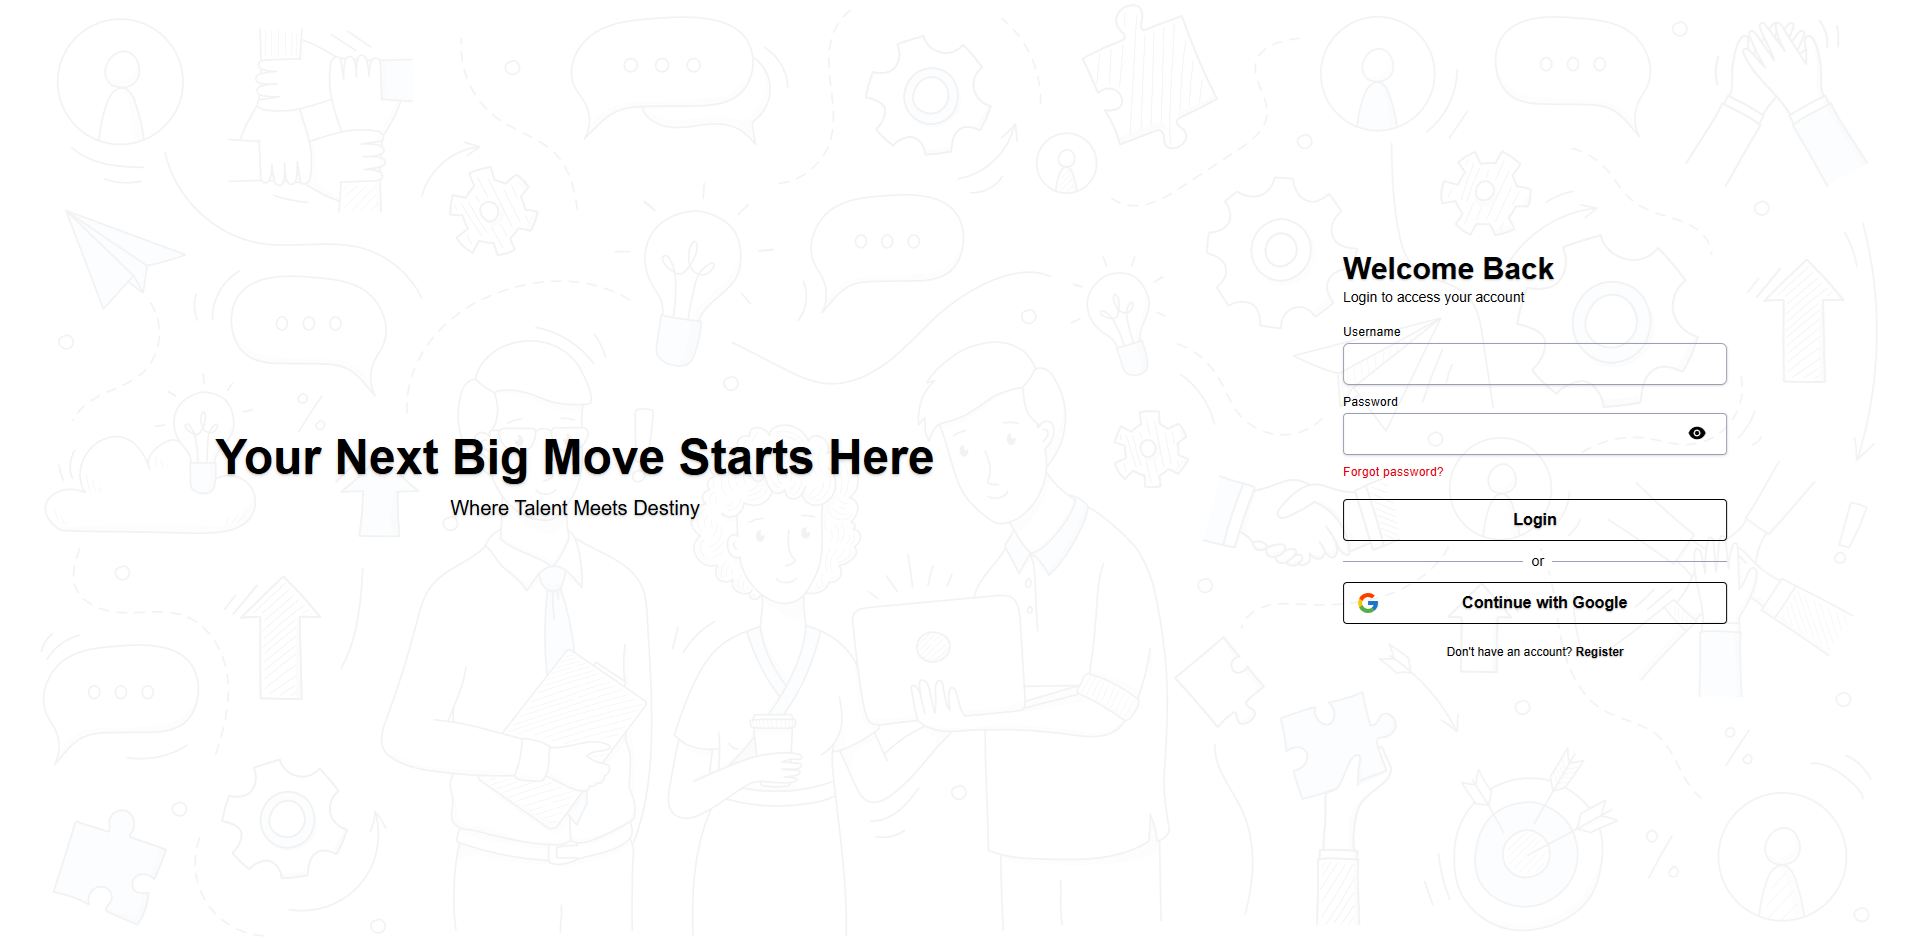 Your Next Big Move Starts Here
Where Talent Meets Destiny
Welcome Back
Login to access your account
Username
Password
Forgot password?
Login
or
Continue with Google
Don't have an account? Register